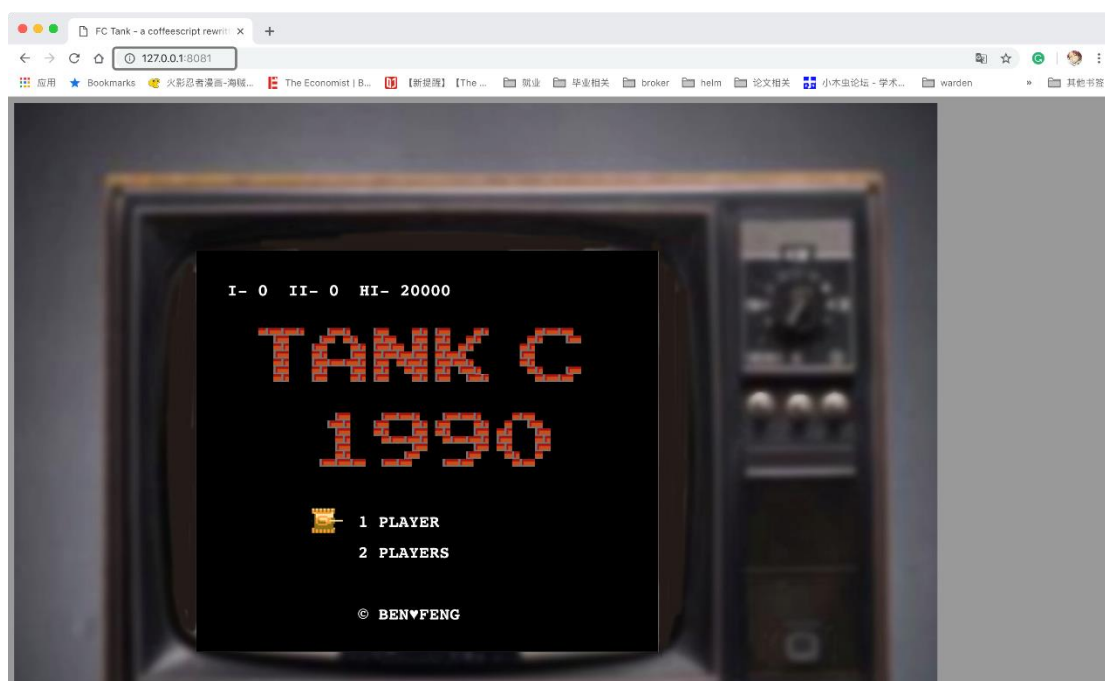 FC Tank - a coffeescript rewrit
127.0.0.1:8081
应用 Bookmarks 火影忍者漫画-海贼... The Economist | B... 【新提醒】【The ... 就业 毕业相关 broker helm 论文相关 小木虫论坛 - 学术... warden » 其他书签
I- 0 II- 0 HI- 20000
TANK C
1990
1 PLAYER
2 PLAYERS
© BEN♥FENG